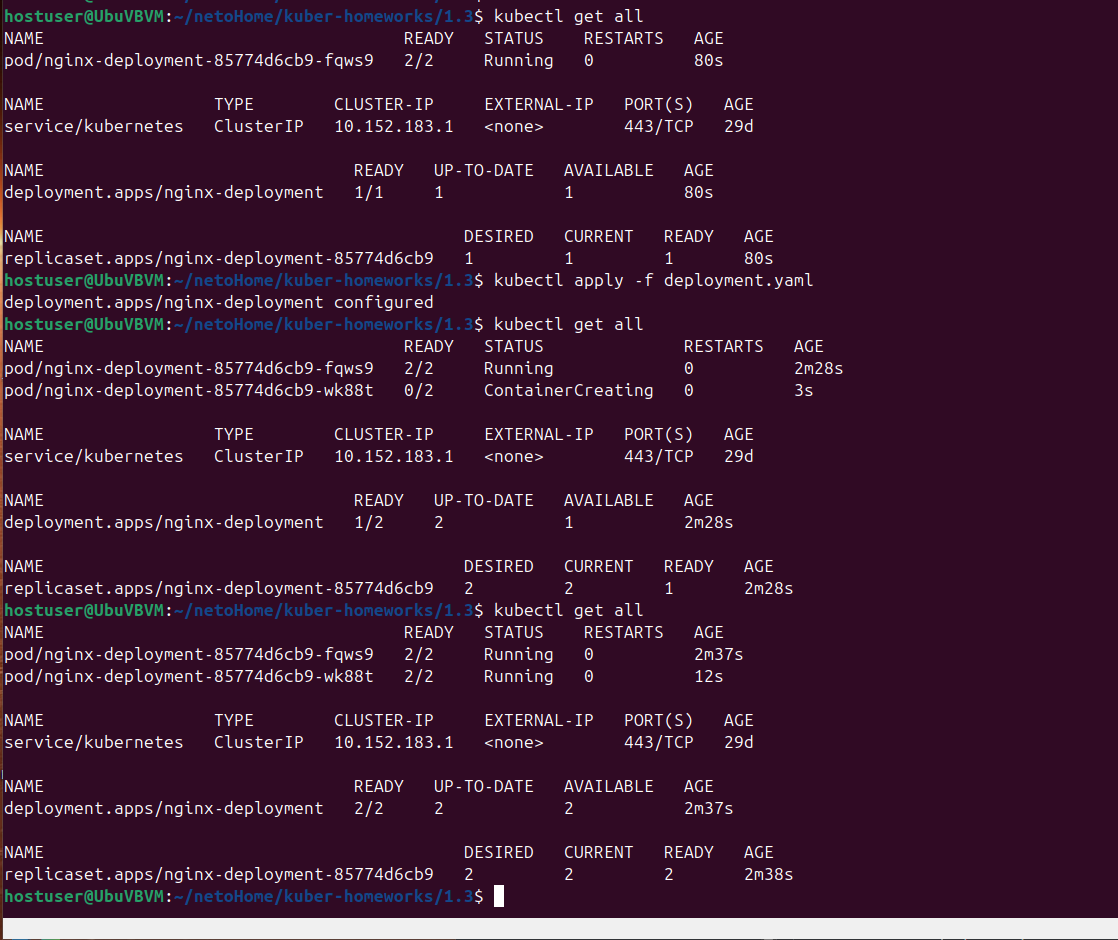 hostuser@UbuVBVM:~/netoHome/kuber-homeworks/1.3$ kubectl get all
NAME                                    READY   STATUS    RESTARTS   AGE
pod/nginx-deployment-85774d6cb9-fqws9   2/2     Running   0          80s

NAME                 TYPE        CLUSTER-IP     EXTERNAL-IP   PORT(S)   AGE
service/kubernetes   ClusterIP   10.152.183.1   <none>        443/TCP   29d

NAME                               READY   UP-TO-DATE   AVAILABLE   AGE
deployment.apps/nginx-deployment   1/1     1            1           80s

NAME                                          DESIRED   CURRENT   READY   AGE
replicaset.apps/nginx-deployment-85774d6cb9   1         1         1       80s
hostuser@UbuVBVM:~/netoHome/kuber-homeworks/1.3$ kubectl apply -f deployment.yaml
deployment.apps/nginx-deployment configured
hostuser@UbuVBVM:~/netoHome/kuber-homeworks/1.3$ kubectl get all
NAME                                    READY   STATUS              RESTARTS   AGE
pod/nginx-deployment-85774d6cb9-fqws9   2/2     Running             0          2m28s
pod/nginx-deployment-85774d6cb9-wk88t   0/2     ContainerCreating   0          3s

NAME                 TYPE        CLUSTER-IP     EXTERNAL-IP   PORT(S)   AGE
service/kubernetes   ClusterIP   10.152.183.1   <none>        443/TCP   29d

NAME                               READY   UP-TO-DATE   AVAILABLE   AGE
deployment.apps/nginx-deployment   1/2     2            1           2m28s

NAME                                          DESIRED   CURRENT   READY   AGE
replicaset.apps/nginx-deployment-85774d6cb9   2         2         1       2m28s
hostuser@UbuVBVM:~/netoHome/kuber-homeworks/1.3$ kubectl get all
NAME                                    READY   STATUS    RESTARTS   AGE
pod/nginx-deployment-85774d6cb9-fqws9   2/2     Running   0          2m37s
pod/nginx-deployment-85774d6cb9-wk88t   2/2     Running   0          12s

NAME                 TYPE        CLUSTER-IP     EXTERNAL-IP   PORT(S)   AGE
service/kubernetes   ClusterIP   10.152.183.1   <none>        443/TCP   29d

NAME                               READY   UP-TO-DATE   AVAILABLE   AGE
deployment.apps/nginx-deployment   2/2     2            2           2m37s

NAME                                          DESIRED   CURRENT   READY   AGE
replicaset.apps/nginx-deployment-85774d6cb9   2         2         2       2m38s
hostuser@UbuVBVM:~/netoHome/kuber-homeworks/1.3$